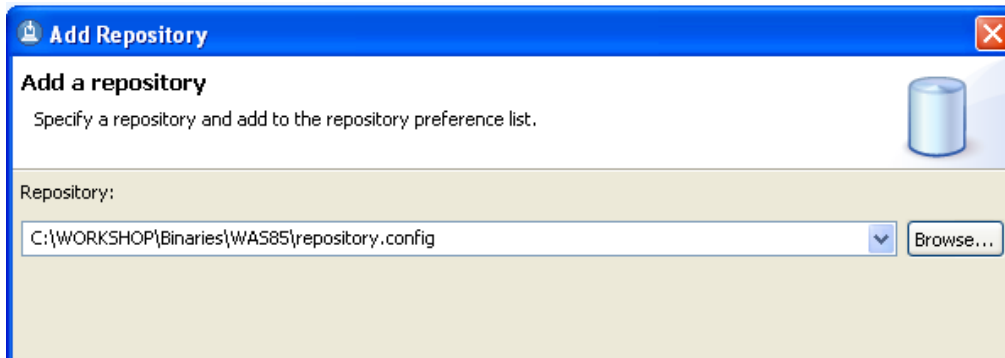 Add Repository
Add a repository
Specify a repository and add to the repository preference list.
Repository:
C:\WORKSHOP\Binaries\WAS85\repository.config
Browse...